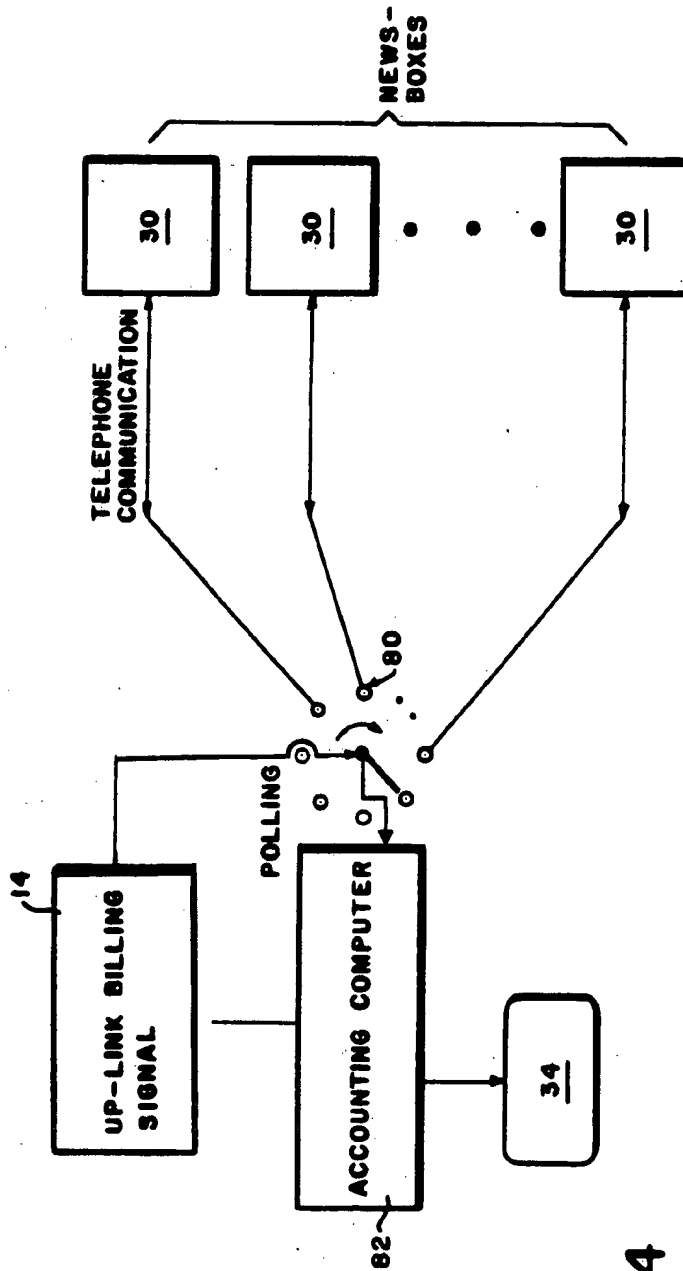 14
UP-LINK BILLING
SIGNAL
POLLING
TELEPHONE
COMMUNICATION
80
30
30
30
NEWS-
BOXES
82
ACCOUNTING COMPUTER
34
4